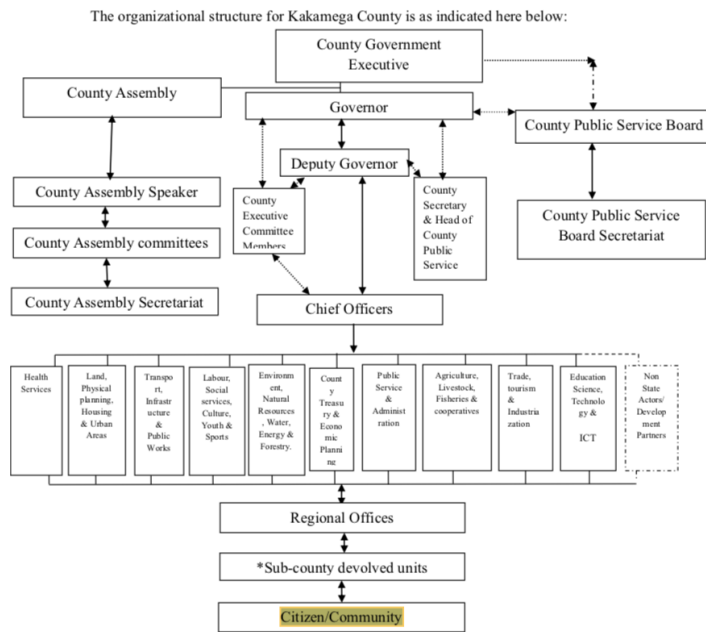 The organizational structure for Kakamega County is as indicated here below:
County Government
Executive
County Assembly
Governor
County Public Service Board
Deputy Governor
County Assembly Speaker
County
Executive
Committee
Members
County
Secretary
& Head of
County
Public
Service
County Public Service
Board Secretariat
County Assembly committees
County Assembly Secretariat
Chief Officers
Health
Services
Land,
Physical
planning,
Housing
& Urban
Areas
Transpo
rt,
Infrastr
ucture
&
Public
Works
Labour,
Social
services,
Culture,
Youth &
Sports
Environm
ent,
Natural
Resources
, Water,
Energy &
Forestry.
Count
y
Treasu
ry &
Econo
mic
Planni
ng
Public
Service
&
Administ
ration
Agriculture,
Livestock,
Fisheries &
cooperatives
Trade,
tourism
&
Industria
ization
Education
Science,
Technolo
gy &
ICT
Non
State
Actors/
Develop
ment
Partners
Regional Offices
*Sub-county devolved units
Citizen/Community